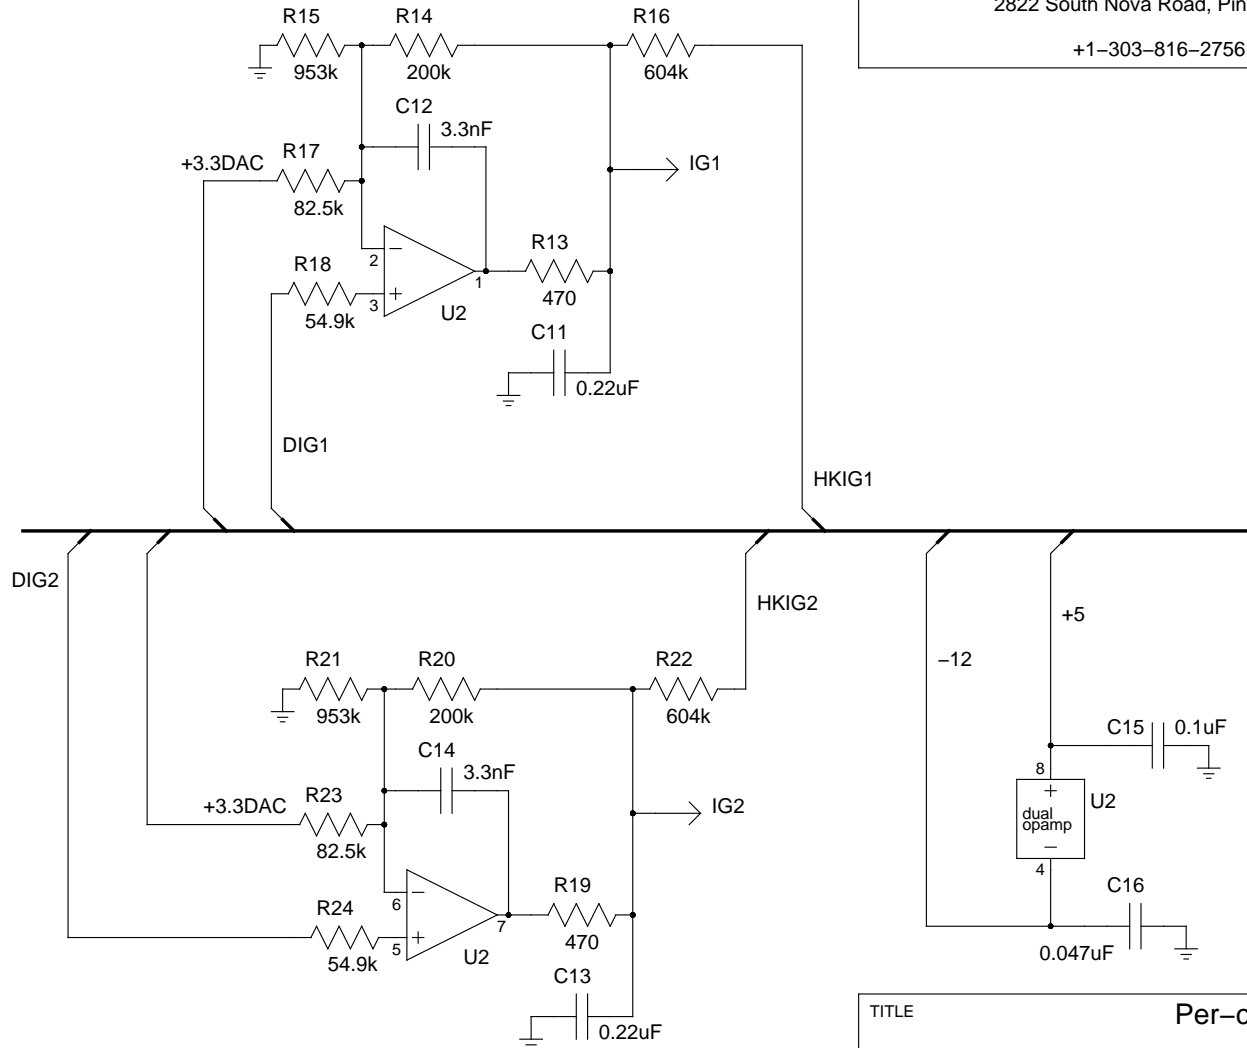 2822 South Nova Road, Pin
+1−303−816−2756
R15
R14
R16
953k
200k
604k
C12
3.3nF
+3.3DAC
R17
IG1
82.5k
R18
2
3
1
R13
54.9k
U2
470
C11
0.22uF
DIG1
HKIG1
DIG2
HKIG2
+5
−12
R21
R20
R22
953k
200k
604k
C15
0.1uF
C14
3.3nF
8
+3.3DAC
R23
IG2
U2
dual
opamp
82.5k
4
R24
6
5
7
R19
C16
54.9k
U2
470
0.047uF
C13
0.22uF
TITLE
Per−